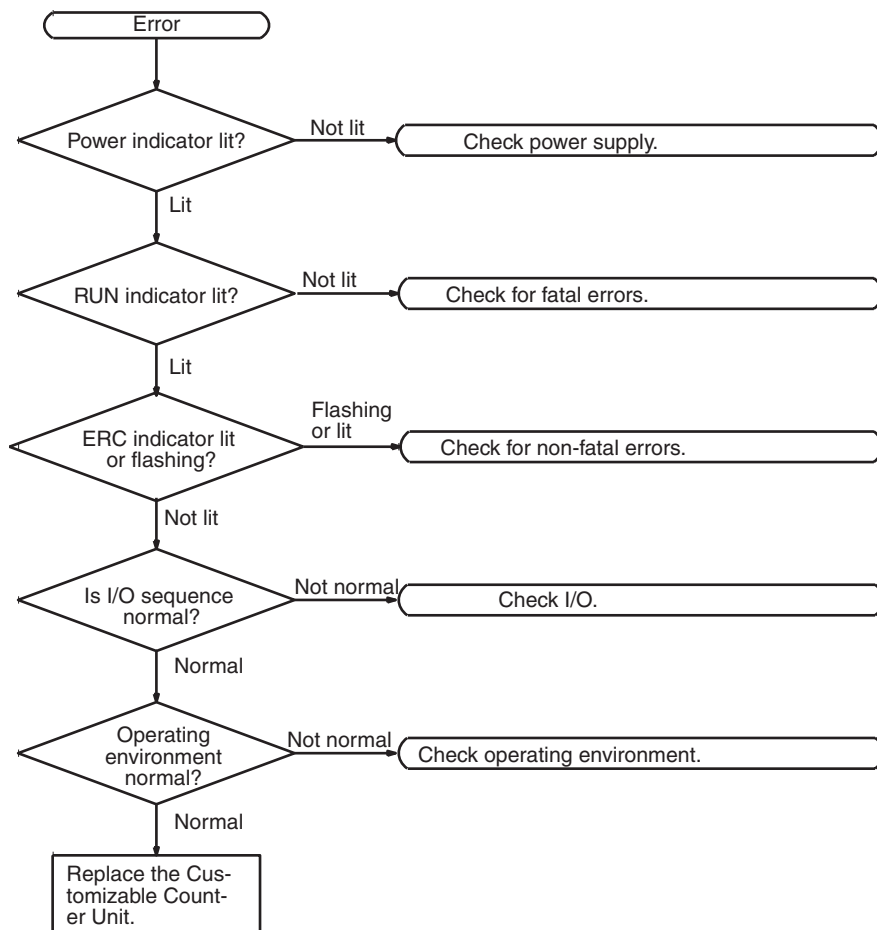 Error
Power indicator lit?
Not lit
Check power supply.
Lit
RUN indicator lit?
Not lit
Check for fatal errors.
Lit
ERC indicator lit
or flashing?
Flashing
or lit
Check for non-fatal errors.
Not lit
Is I/O sequence
normal?
Not normal
Check I/O.
Normal
Operating
environment
normal?
Not normal
Check operating environment.
Normal
Replace the Cus-
tomizable Count-
er Unit.